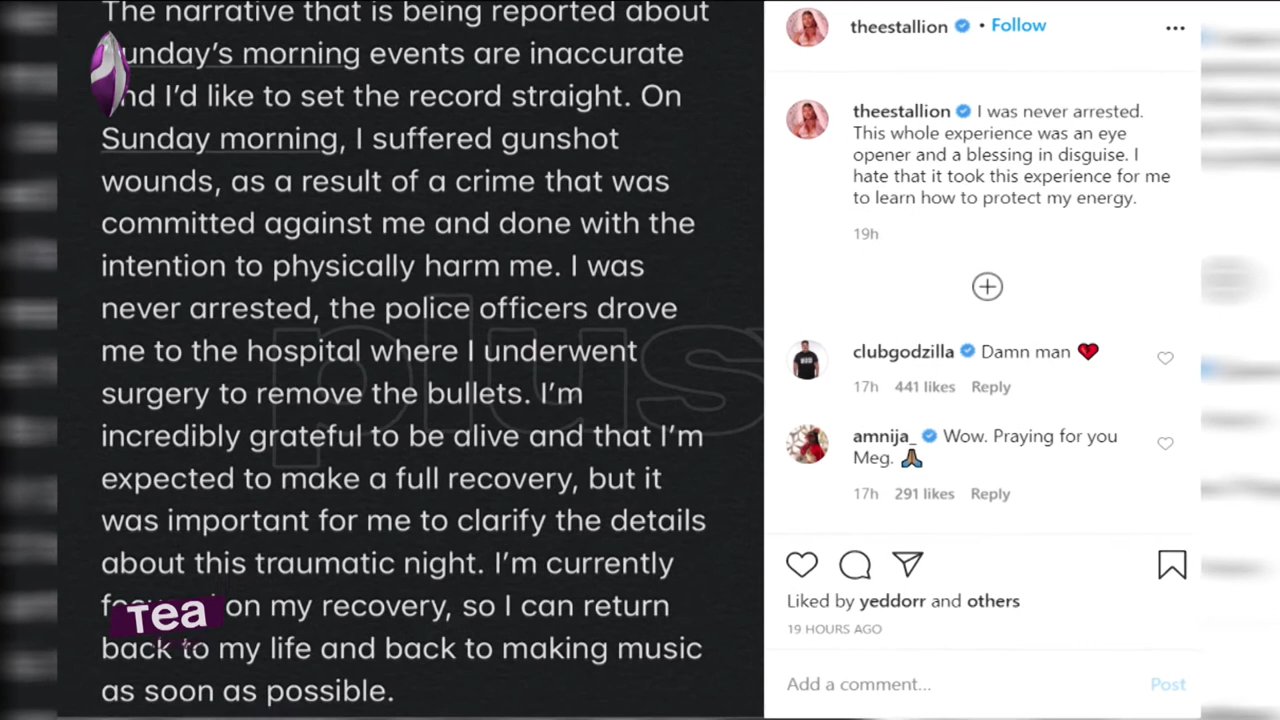 The narrative that is being reported about
unday's morning events are inaccurate
nd I'd like to set the record straight. On
Sunday morning, I suffered gunshot
wounds, as a result of a crime that was
committed against me and done with the
intention to physically harm me. I was
never arrested, the police officers drove
me to the hospital where I underwent
surgery to remove the bullets. I'm
incredibly grateful to be alive and that I'm
expected to make a full recovery, but it
was important for me to clarify the details
about this traumatic night. I'm currently
on my recovery, so I can return
back to my life and back to making music
as soon as possible.
plus
Tea
theestallion • Follow
theestallion I was never arrested.
This whole experience was an eye
opener and a blessing in disguise. I
hate that it took this experience for me
to learn how to protect my energy.
19h
clubgodzilla Damn man 💔
17h 441 likes Reply
amnija_ Wow. Praying for you
Meg. 🙏🏾
17h 291 likes Reply
Liked by yeddorr and others
19 HOURS AGO
Add a comment... Post